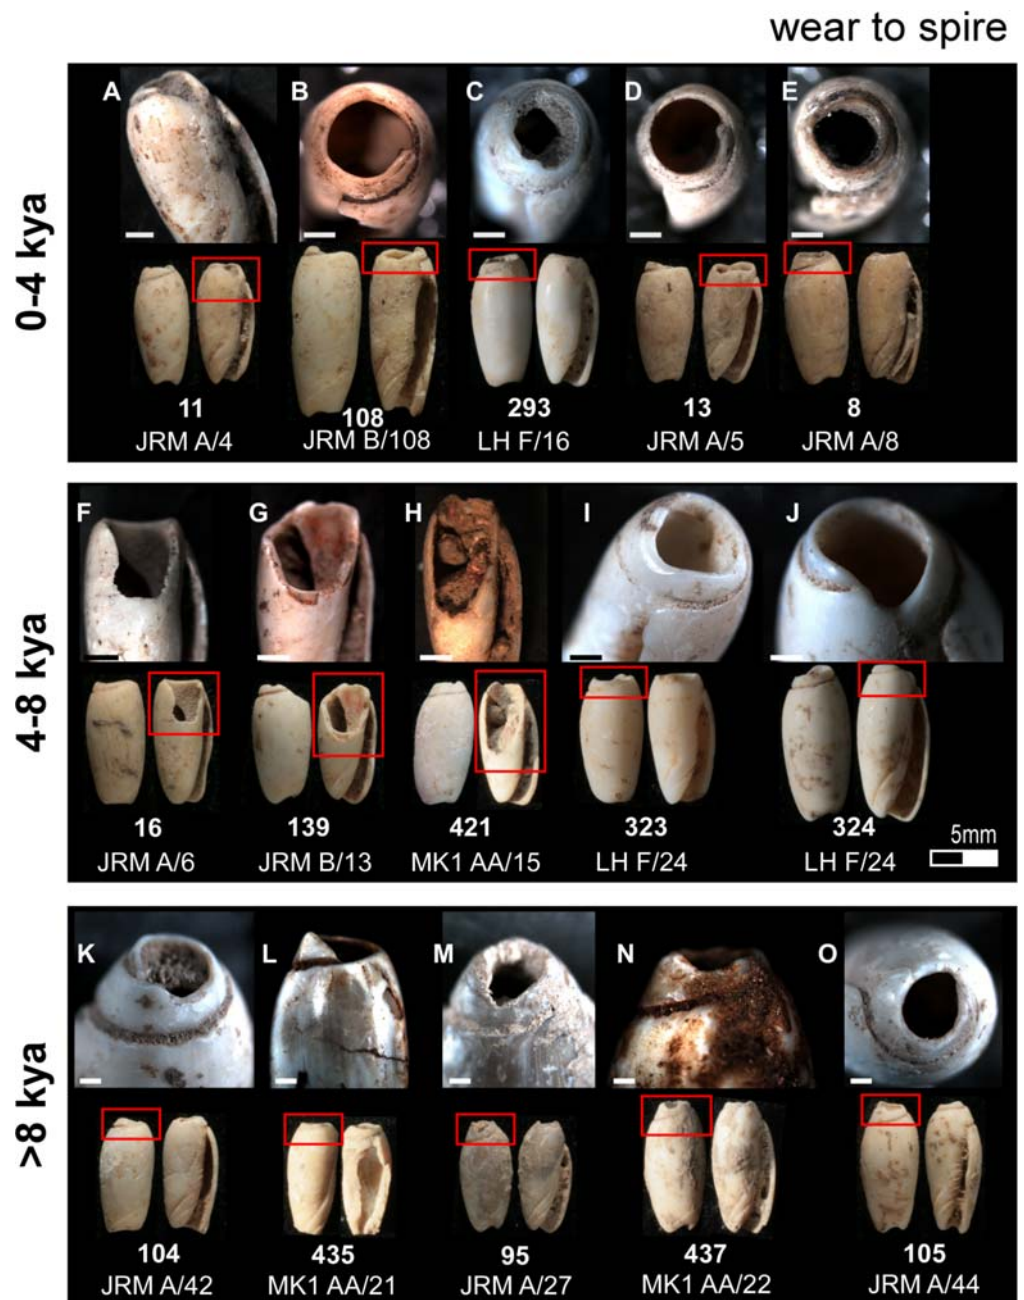 wear to spire
0-4 kya
A B C D E
11 108 293 13 8
JRM A/4 JRM B/108 LH F/16 JRM A/5 JRM A/8
4-8 kya
F G H I J
16 139 421 323 324
5mm
JRM A/6 JRM B/13 MK1 AA/15 LH F/24 LH F/24
>8 kya
K L M N O
104 435 95 437 105
JRM A/42 MK1 AA/21 JRM A/27 MK1 AA/22 JRM A/44